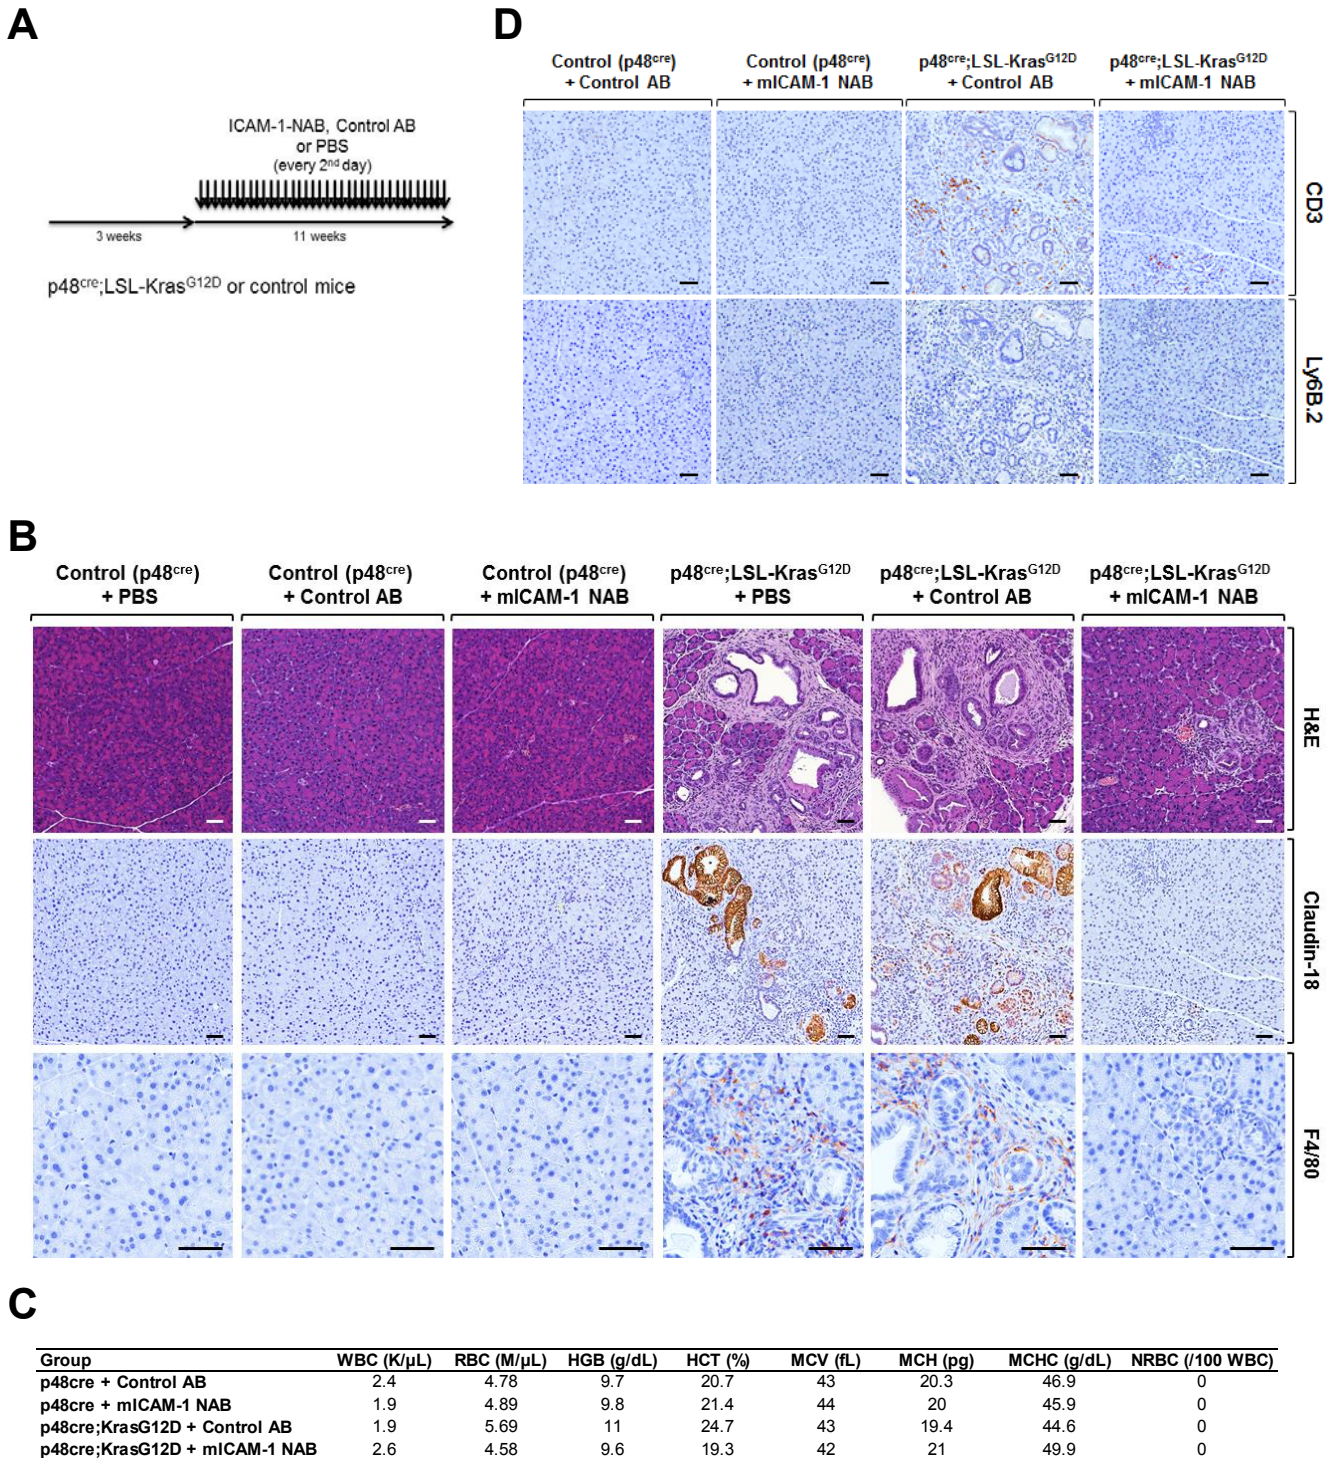 A
ICAM-1-NAB, Control AB
or PBS
(every 2nd day)
3 weeks
11 weeks
p48cre;LSL-KrasG12D or control mice
D
Control (p48cre)
+ Control AB
Control (p48cre)
+ mICAM-1 NAB
p48cre;LSL-KrasG12D
+ Control AB
p48cre;LSL-KrasG12D
+ mICAM-1 NAB
CD3
Ly6B.2
B
Control (p48cre)
+ PBS
Control (p48cre)
+ Control AB
Control (p48cre)
+ mICAM-1 NAB
p48cre;LSL-KrasG12D
+ PBS
p48cre;LSL-KrasG12D
+ Control AB
p48cre;LSL-KrasG12D
+ mICAM-1 NAB
H&E
Claudin-18
F4/80
C
Group WBC (K/µL) RBC (M/µL) HGB (g/dL) HCT (%) MCV (fL) MCH (pg) MCHC (g/dL) NRBC (/100 WBC)
p48cre + Control AB 2.4 4.78 9.7 20.7 43 20.3 46.9 0
p48cre + mICAM-1 NAB 1.9 4.89 9.8 21.4 44 20 45.9 0
p48cre;KrasG12D + Control AB 1.9 5.69 11 24.7 43 19.4 44.6 0
p48cre;KrasG12D + mICAM-1 NAB 2.6 4.58 9.6 19.3 42 21 49.9 0